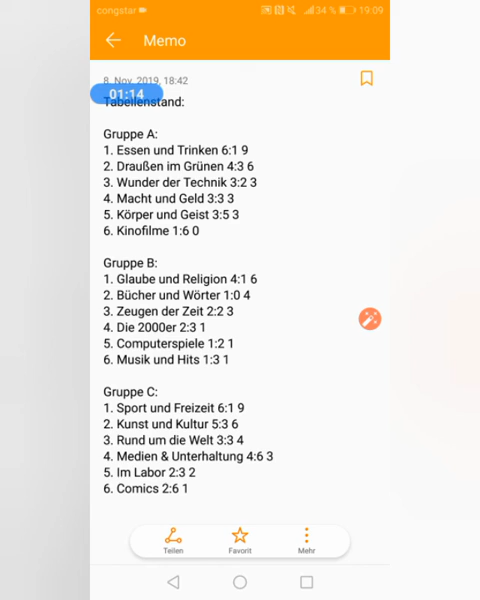 congstar
34 %
19:09
Memo
8. Nov. 2019, 18:42
01:14
Tabellenstand:
Gruppe A:
1. Essen und Trinken 6:1 9
2. Draußen im Grünen 4:3 6
3. Wunder der Technik 3:2 3
4. Macht und Geld 3:3 3
5. Körper und Geist 3:5 3
6. Kinofilme 1:6 0
Gruppe B:
1. Glaube und Religion 4:1 6
2. Bücher und Wörter 1:0 4
3. Zeugen der Zeit 2:2 3
4. Die 2000er 2:3 1
5. Computerspiele 1:2 1
6. Musik und Hits 1:3 1
Gruppe C:
1. Sport und Freizeit 6:1 9
2. Kunst und Kultur 5:3 6
3. Rund um die Welt 3:3 4
4. Medien & Unterhaltung 4:6 3
5. Im Labor 2:3 2
6. Comics 2:6 1
Teilen
Favorit
Mehr